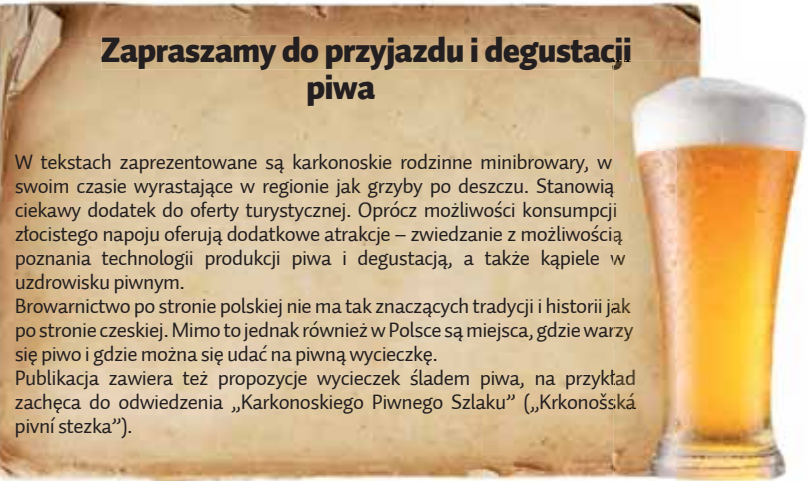 Zapraszamy do przyjazdu i degustacji
piwa
W tekstach zaprezentowane są karkonoskie rodzinne minibrowary, w
swoim czasie wyrastające w regionie jak grzyby po deszczu. Stanowią
ciekawy dodatek do oferty turystycznej. Oprócz możliwości konsumpcji
złocistego napoju oferują dodatkowe atrakcje – zwiedzanie z możliwością
poznania technologii produkcji piwa i degustacją, a także kąpiele w
uzdrowisku piwnym.
Browarnictwo po stronie polskiej nie ma tak znaczących tradycji i historii jak
po stronie czeskiej. Mimo to jednak również w Polsce są miejsca, gdzie warzy
się piwo i gdzie można się udać na piwną wycieczkę.
Publikacja zawiera też propozycje wycieczek śladem piwa, na przykład
zachęca do odwiedzenia „Karkonoskiego Piwnego Szlaku” („Krkonošská
pivní stezka”).